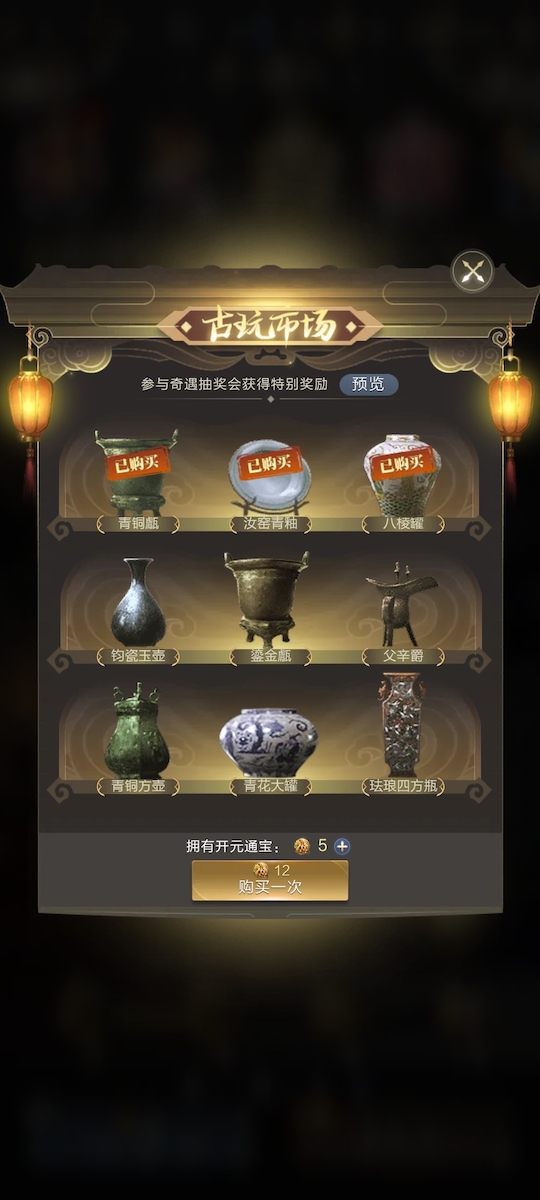 古玩市场
参与奇遇抽奖会获得特别奖励 预览
已购买 已购买 已购买
青铜甗 汝窑青釉 八棱罐
钧瓷玉壶 鎏金甗 父辛爵
青铜方壶 青花大罐 珐琅四方瓶
拥有开元通宝： 5
12
购买一次